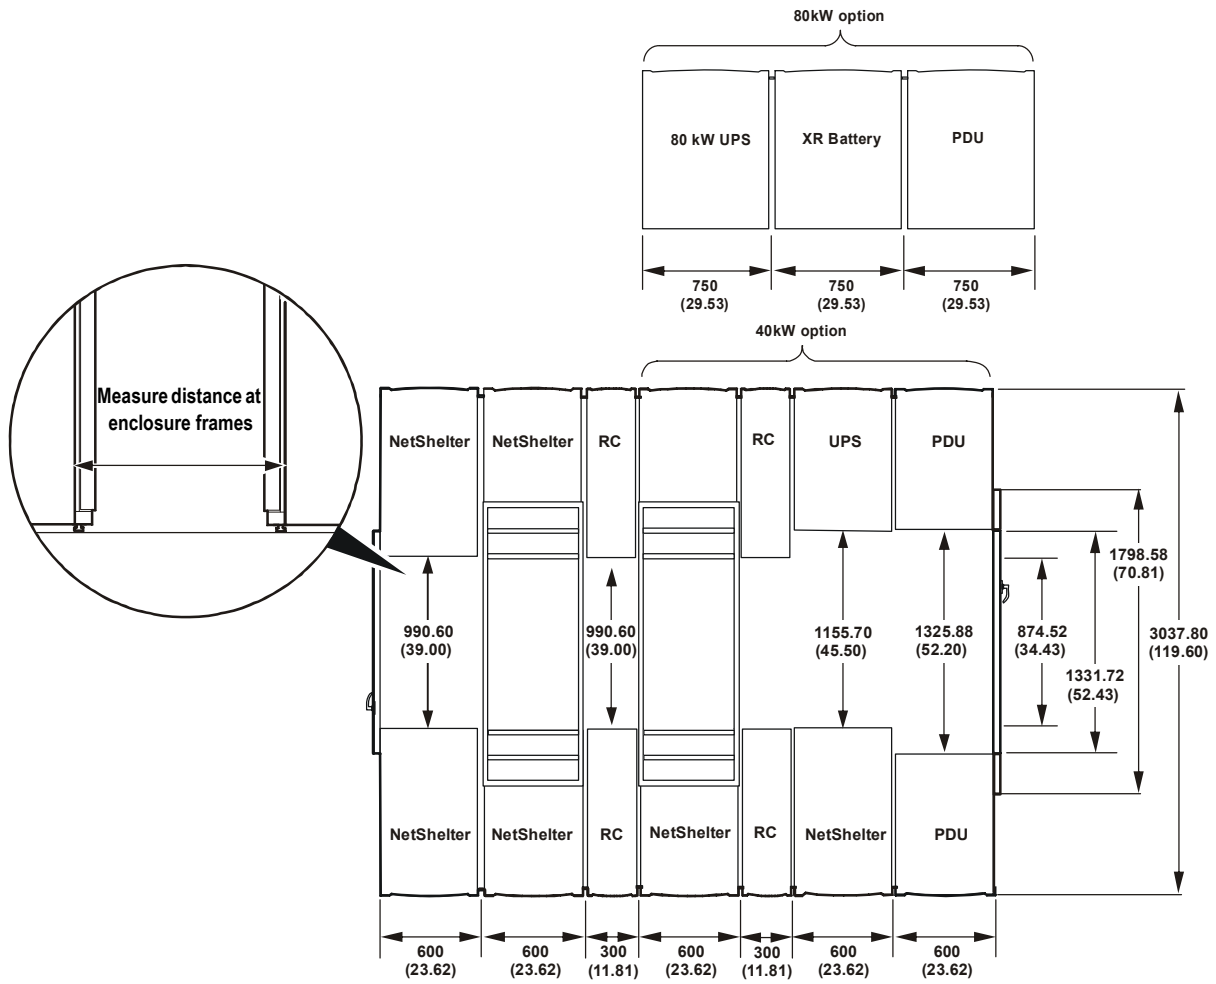 80kW option
80 kW UPS
XR Battery
PDU
750
(29.53)
750
(29.53)
750
(29.53)
40kW option
Measure distance at
enclosure frames
NetShelter
NetShelter
RC
RC
UPS
PDU
990.60
(39.00)
990.60
(39.00)
1155.70
(45.50)
1325.88
(52.20)
874.52
(34.43)
1331.72
(52.43)
1798.58
(70.81)
3037.80
(119.60)
NetShelter
NetShelter
RC
NetShelter
RC
NetShelter
PDU
600
(23.62)
600
(23.62)
300
(11.81)
600
(23.62)
300
(11.81)
600
(23.62)
600
(23.62)